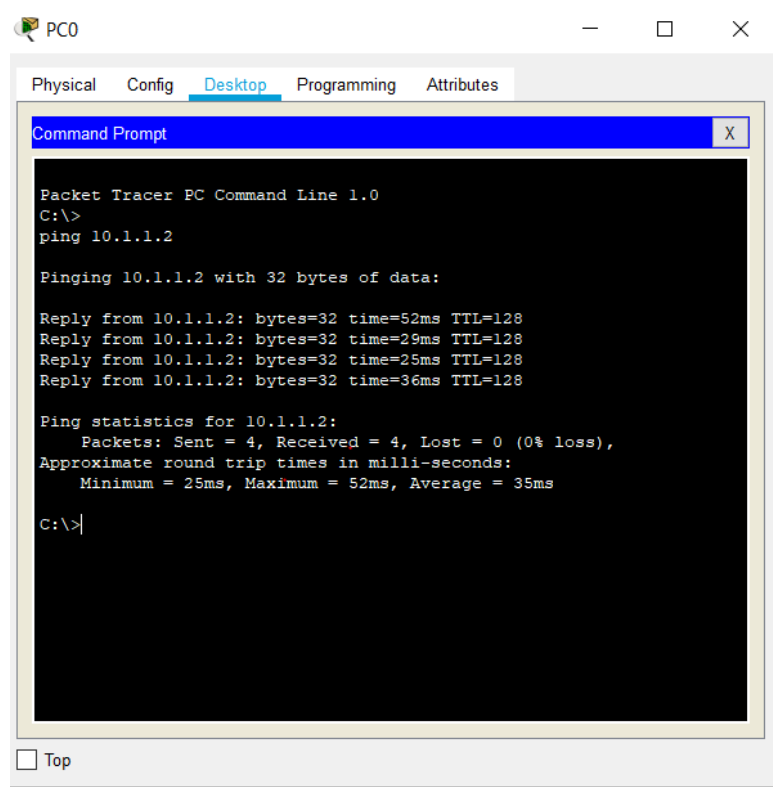 PC0
Physical Config Desktop Programming Attributes
Command Prompt X
Packet Tracer PC Command Line 1.0
C:\>
ping 10.1.1.2
Pinging 10.1.1.2 with 32 bytes of data:
Reply from 10.1.1.2: bytes=32 time=52ms TTL=128
Reply from 10.1.1.2: bytes=32 time=29ms TTL=128
Reply from 10.1.1.2: bytes=32 time=25ms TTL=128
Reply from 10.1.1.2: bytes=32 time=36ms TTL=128
Ping statistics for 10.1.1.2:
Packets: Sent = 4, Received = 4, Lost = 0 (0% loss),
Approximate round trip times in milli-seconds:
Minimum = 25ms, Maximum = 52ms, Average = 35ms
C:\>
Top